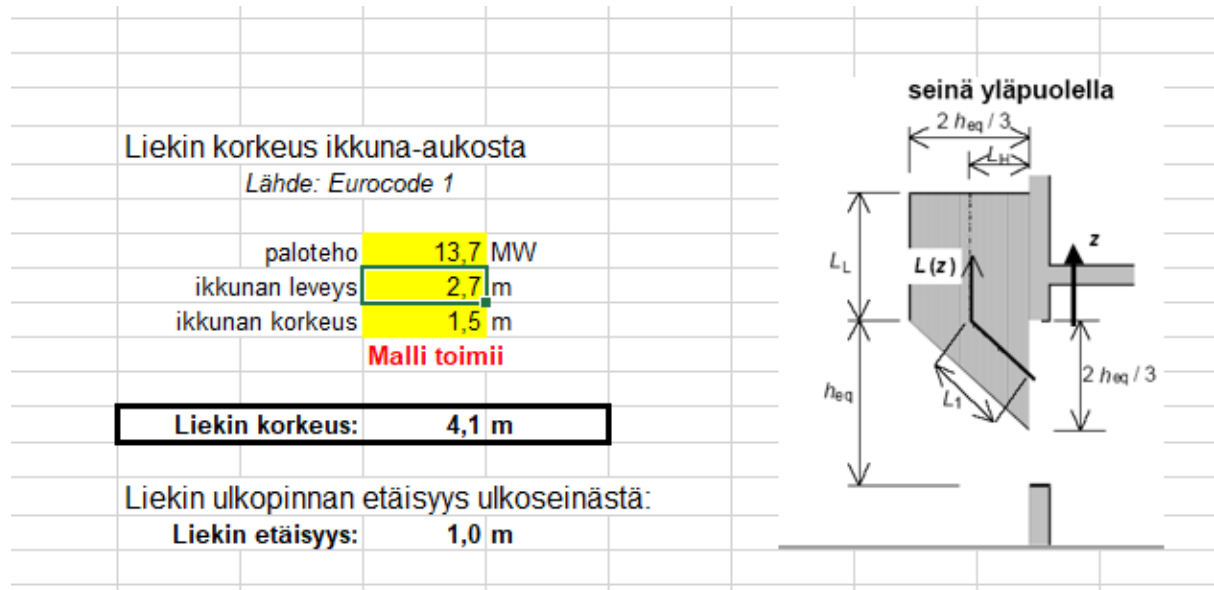 Liekin korkeus ikkuna-aukosta
Lähde: Eurocode 1
paloteho 13,7 MW
ikkunan leveys 2,7 m
ikkunan korkeus 1,5 m
Malli toimii
Liekin korkeus: 4,1 m
Liekin ulkopinnan etäisyys ulkoseinästä:
Liekin etäisyys: 1,0 m
seinä yläpuolella
2 heq / 3
LH
z
LL
L (z)
2 heq / 3
heq
L1